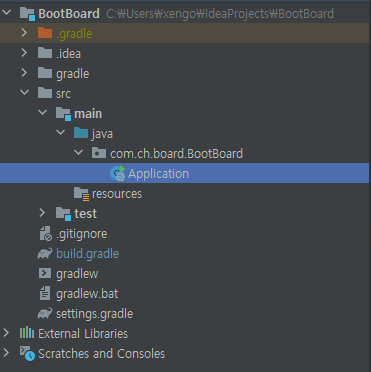 BootBoard C:₩Users₩xengo₩IdeaProjects₩BootBoard
.gradle
.idea
gradle
src
main
java
com.ch.board.BootBoard
Application
resources
test
.gitignore
build.gradle
gradlew
gradlew.bat
settings.gradle
External Libraries
Scratches and Consoles